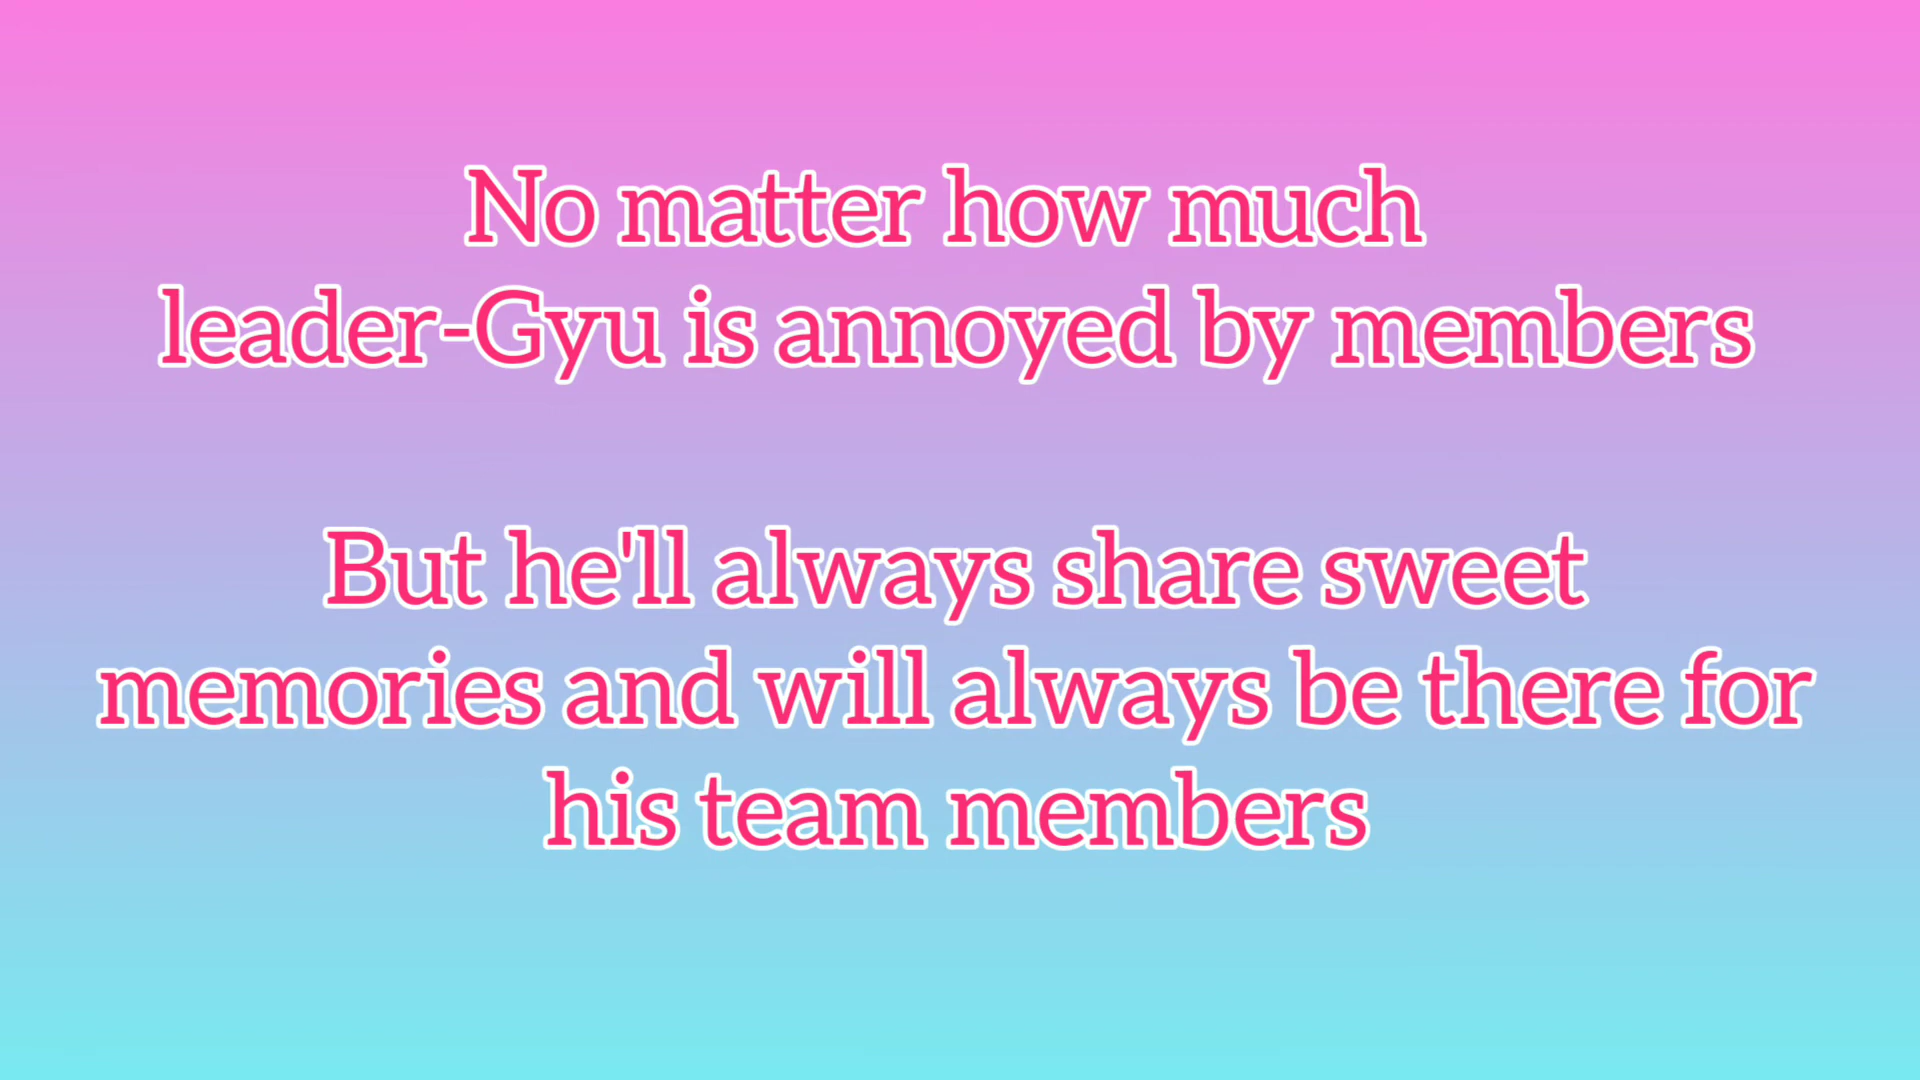 No matter how much
leader-Gyu is annoyed by members
But he'll always share sweet
memories and will always be there for
his team members